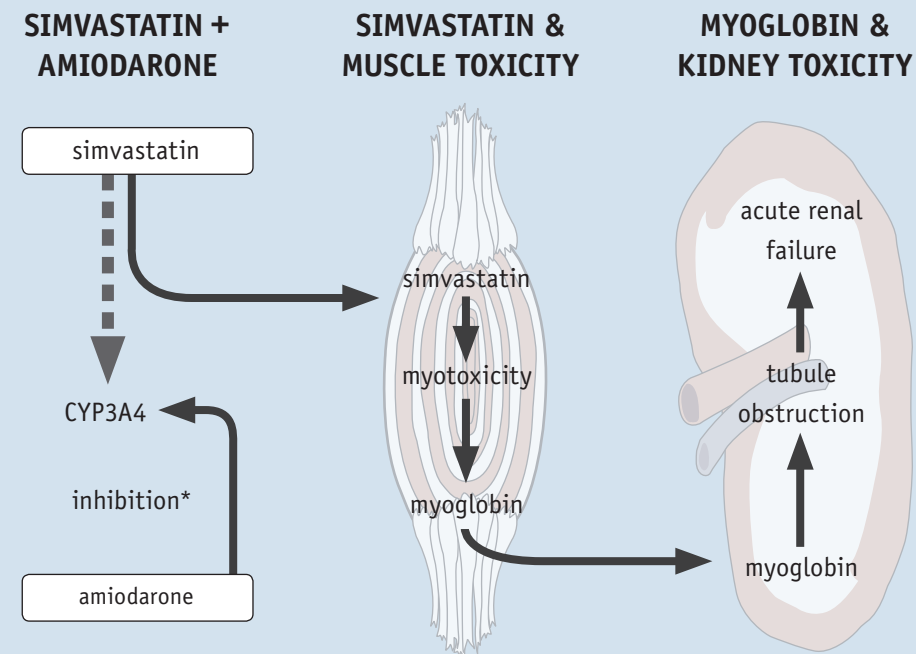 SIMVASTATIN +
AMIODARONE
simvastatin
CYP3A4
inhibition*
amiodarone
SIMVASTATIN &
MUSCLE TOXICITY
simvastatin
myotoxicity
myoglobin
MYOGLOBIN &
KIDNEY TOXICITY
acute renal
failure
tubule
obstruction
myoglobin